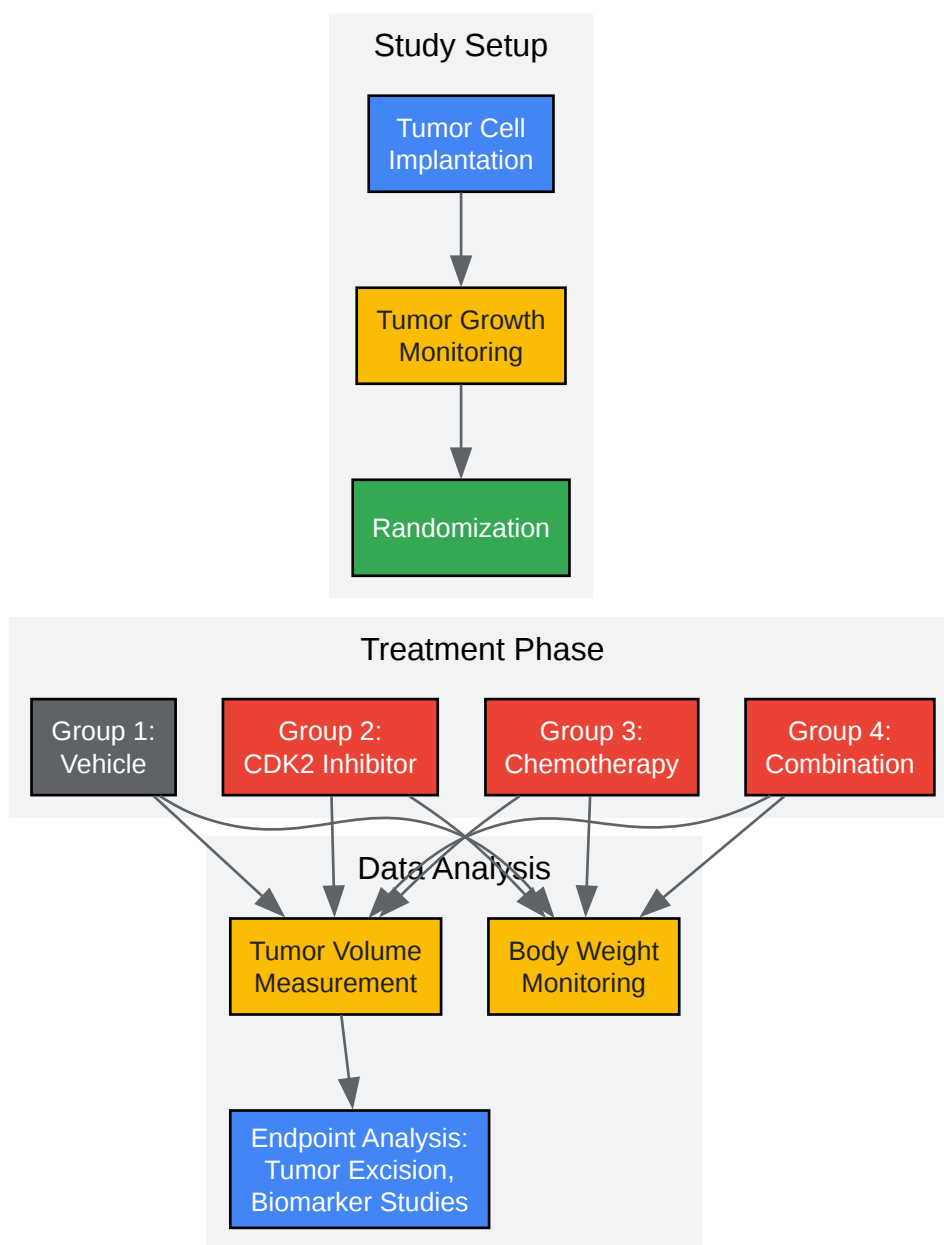 Study Setup
Tumor Cell
Implantation
Tumor Growth
Monitoring
Randomization
Treatment Phase
Group 1:
Vehicle
Group 2:
CDK2 Inhibitor
Group 3:
Chemotherapy
Group 4:
Combination
Data Analysis
Tumor Volume
Measurement
Body Weight
Monitoring
Endpoint Analysis:
Tumor Excision,
Biomarker Studies